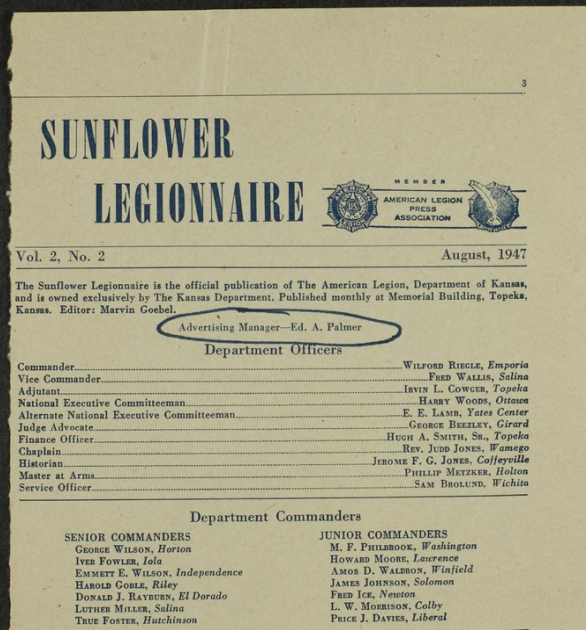 3
SUNFLOWER
LEGIONNAIRE
MEMBER
AMERICAN LEGION
PRESS
ASSOCIATION
Vol. 2, No. 2 August, 1947
The Sunflower Legionnaire is the official publication of The American Legion, Department of Kansas,
and is owned exclusively by The Kansas Department. Published monthly at Memorial Building, Topeka,
Kansas. Editor: Marvin Goebel.
Advertising Manager—Ed. A. Palmer
Department Officers
Commander WILFORD RIEGLE, Emporia
Vice Commander FRED WALLIS, Salina
Adjutant IRVIN L. COWGER, Topeka
National Executive Committeeman HARRY WOODS, Ottawa
Alternate National Executive Committeeman E. E. LAMB, Yates Center
Judge Advocate GEORGE BEEZLEY, Girard
Finance Officer HUGH A. SMITH, SR., Topeka
Chaplain REV. JUDD JONES, Wamego
Historian JEROME F. G. JONES, Coffeyville
Master at Arms PHILLIP METZKER, Holton
Service Officer SAM BROLUND, Wichita
Department Commanders
SENIOR COMMANDERS
GEORGE WILSON, Horton
IVER FOWLER, Iola
EMMETT E. WILSON, Independence
HAROLD GOBLE, Riley
DONALD J. RAYBURN, El Dorado
LUTHER MILLER, Salina
TRUE FOSTER, Hutchinson
JUNIOR COMMANDERS
M. F. PHILBROOK, Washington
HOWARD MOORE, Lawrence
AMOS D. WALDRON, Winfield
JAMES JOHNSON, Solomon
FRED ICE, Newton
L. W. MORRISON, Colby
PRICE J. DAVIES, Liberal